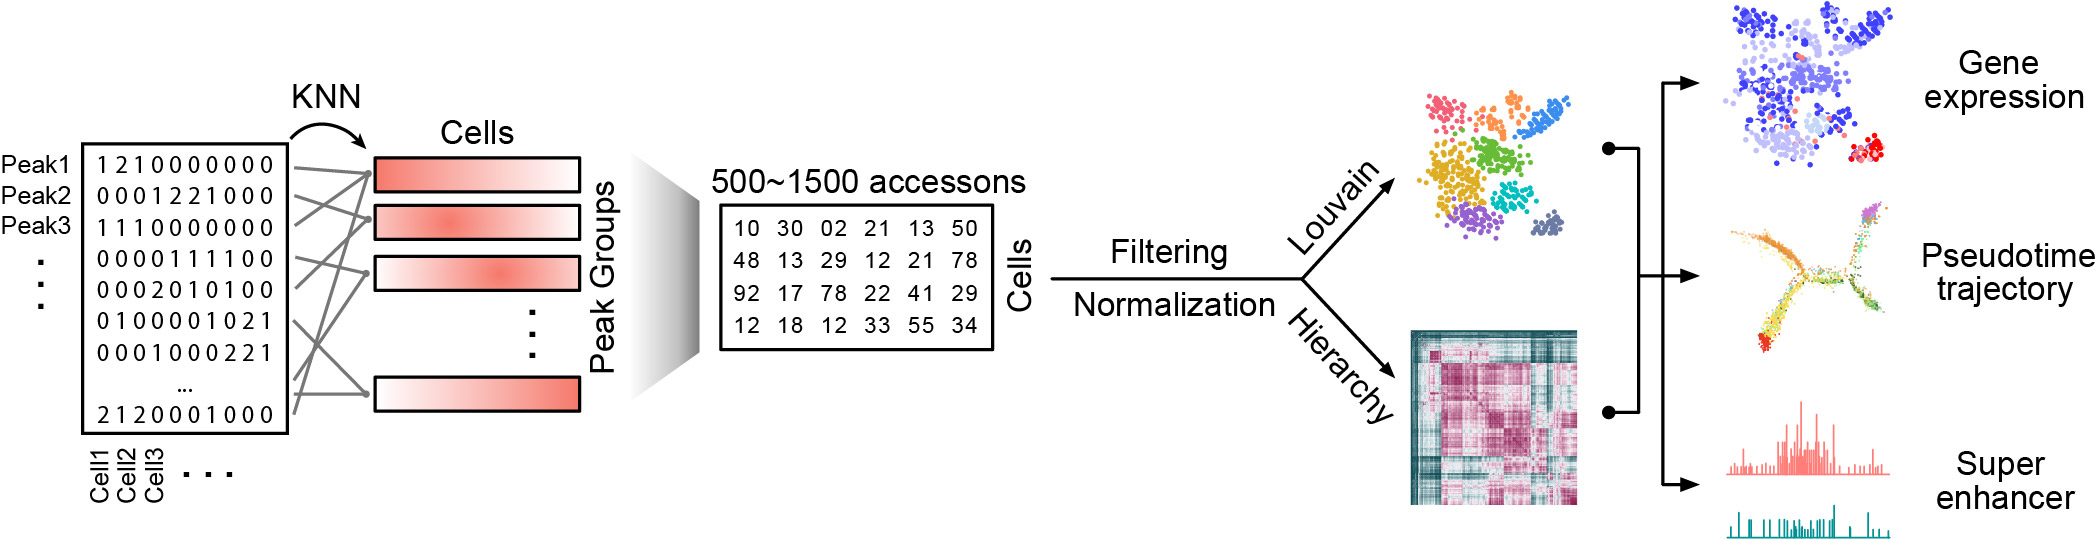 KNN
Cells
Peak1 1 2 1 0 0 0 0 0 0 0
Peak2 0 0 0 1 2 2 1 0 0 0
Peak3 1 1 1 0 0 0 0 0 0 0
0 0 0 0 1 1 1 1 0 0
0 0 0 2 0 1 0 1 0 0
0 1 0 0 0 0 1 0 2 1
0 0 0 1 0 0 0 2 2 1
...
2 1 2 0 0 0 1 0 0 0
Cell1
Cell2
Cell3
. . .
Peak Groups
500~1500 accessons
10 30 02 21 13 50
48 13 29 12 21 78
92 17 78 22 41 29
12 18 12 33 55 34
Cells
Filtering
Normalization
Louvain
Hierarchy
Gene
expression
Pseudotime
trajectory
Super
enhancer